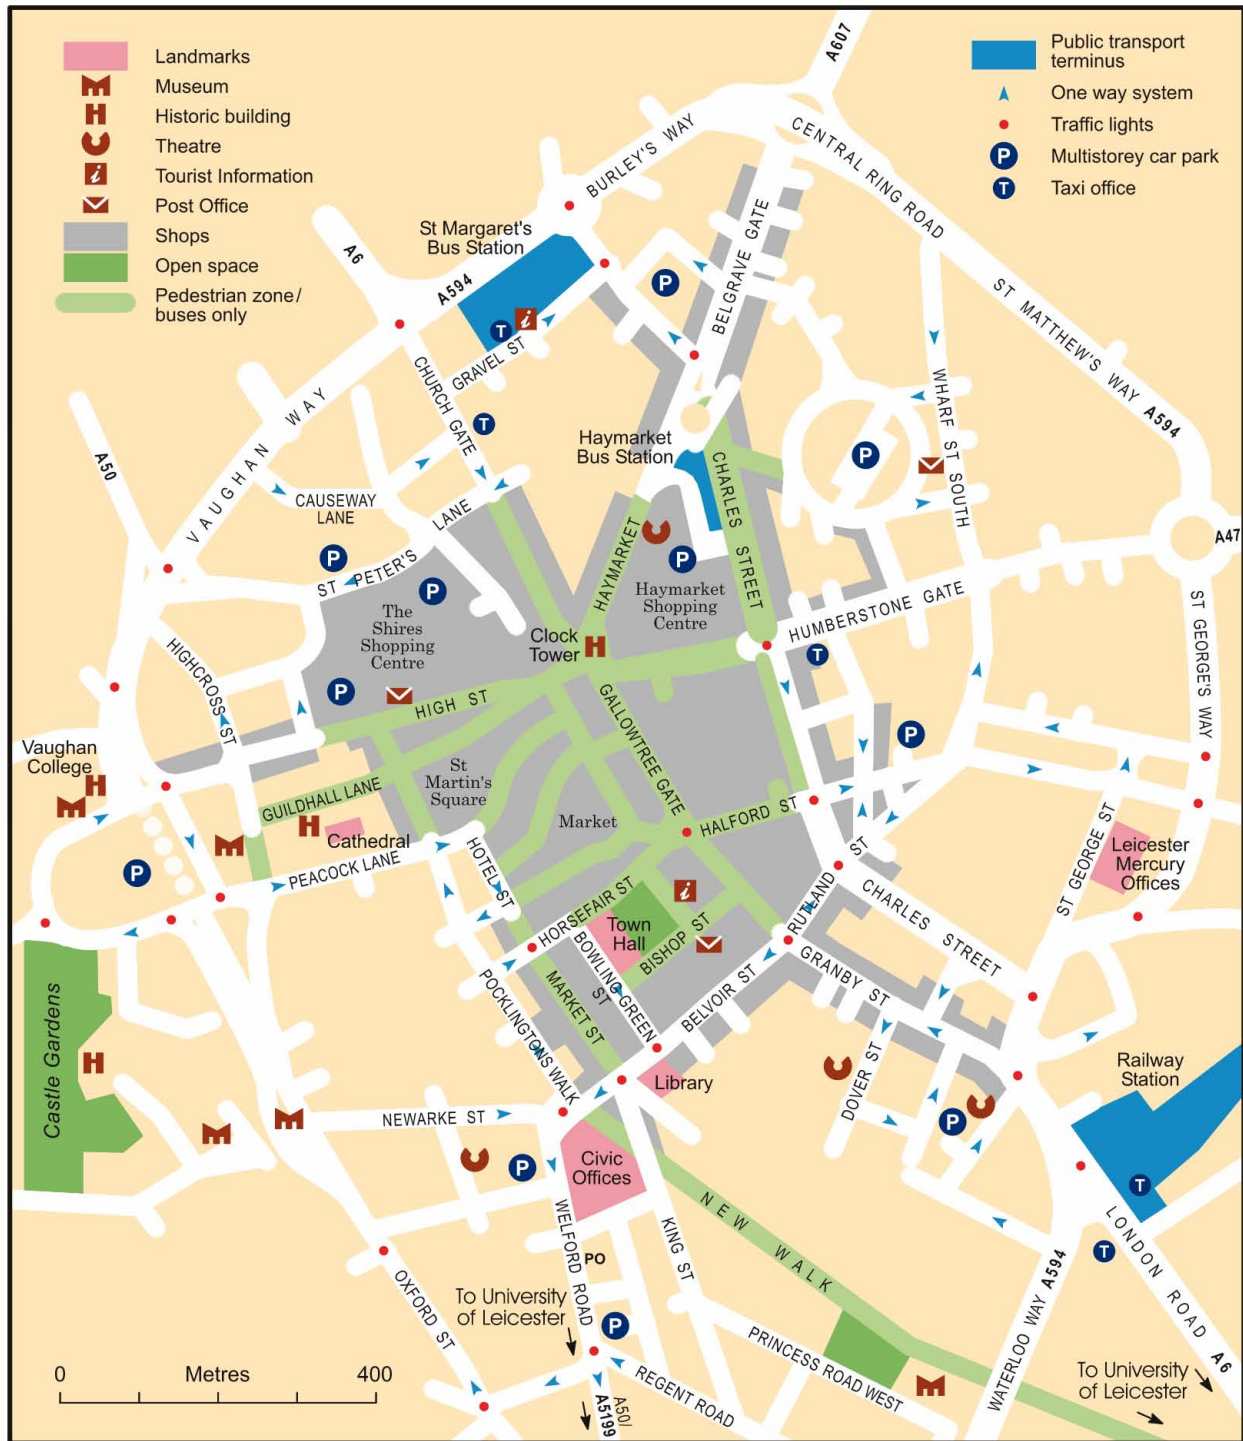 Landmarks
Museum
Historic building
Theatre
Tourist Information
Post Office
Shops
Open space
Pedestrian zone/
buses only
Public transport
terminus
One way system
Traffic lights
P
Multistorey car park
T
Taxi office
A607
BURLEY'S WAY
CENTRAL RING ROAD
St Margaret's
Bus Station
A6
A594
BELGRAVE GATE
P
ST MATTHEW'S WAY
A594
T
i
GRAVEL ST
CHURCH GATE
T
VAUGHAN WAY
A50
WHARF ST SOUTH
P
Haymarket
Bus Station
CHARLES STREET
CAUSEWAY
LANE
ST PETER'S LANE
P
P
A47
HAYMARKET
P
Haymarket
Shopping
Centre
The
Shires
Shopping
Centre
Clock
Tower
HUMBERSTONE GATE
T
ST GEORGE'S WAY
HIGHCROSS ST
P
HIGH ST
GALLOWTREE GATE
P
Vaughan
College
St
Martin's
Square
GUILDHALL LANE
Market
HALFORD ST
Cathedral
PEACOCK LANE
P
HOTEL ST
RUTLAND ST
ST GEORGE ST
Leicester
Mercury
Offices
CHARLES STREET
HORSEFAIR ST
i
Town
Hall
BISHOP ST
BOWLING GREEN
ST
MARKET ST
BELVOIR ST
GRANBY ST
POCKLINGTONS WALK
Castle Gardens
Library
DOVER ST
Railway
Station
P
T
NEWARKE ST
P
Civic
Offices
NEW WALK
KING ST
WELFORD ROAD
PO
T
LONDON ROAD
A6
WATERLOO WAY
A594
OXFORD ST
To University
of Leicester
P
PRINCESS ROAD WEST
REGENT ROAD
A50/
A5199
To University
of Leicester
0
Metres
400